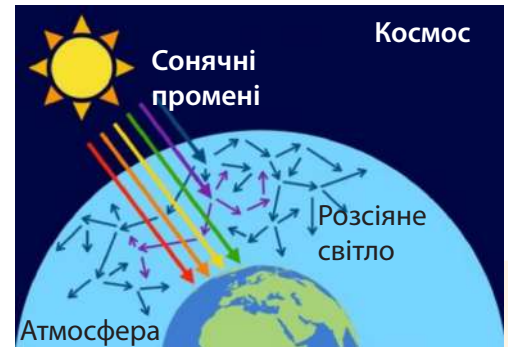 Космос
Сонячні
промені
Розсіяне
світло
Атмосфера